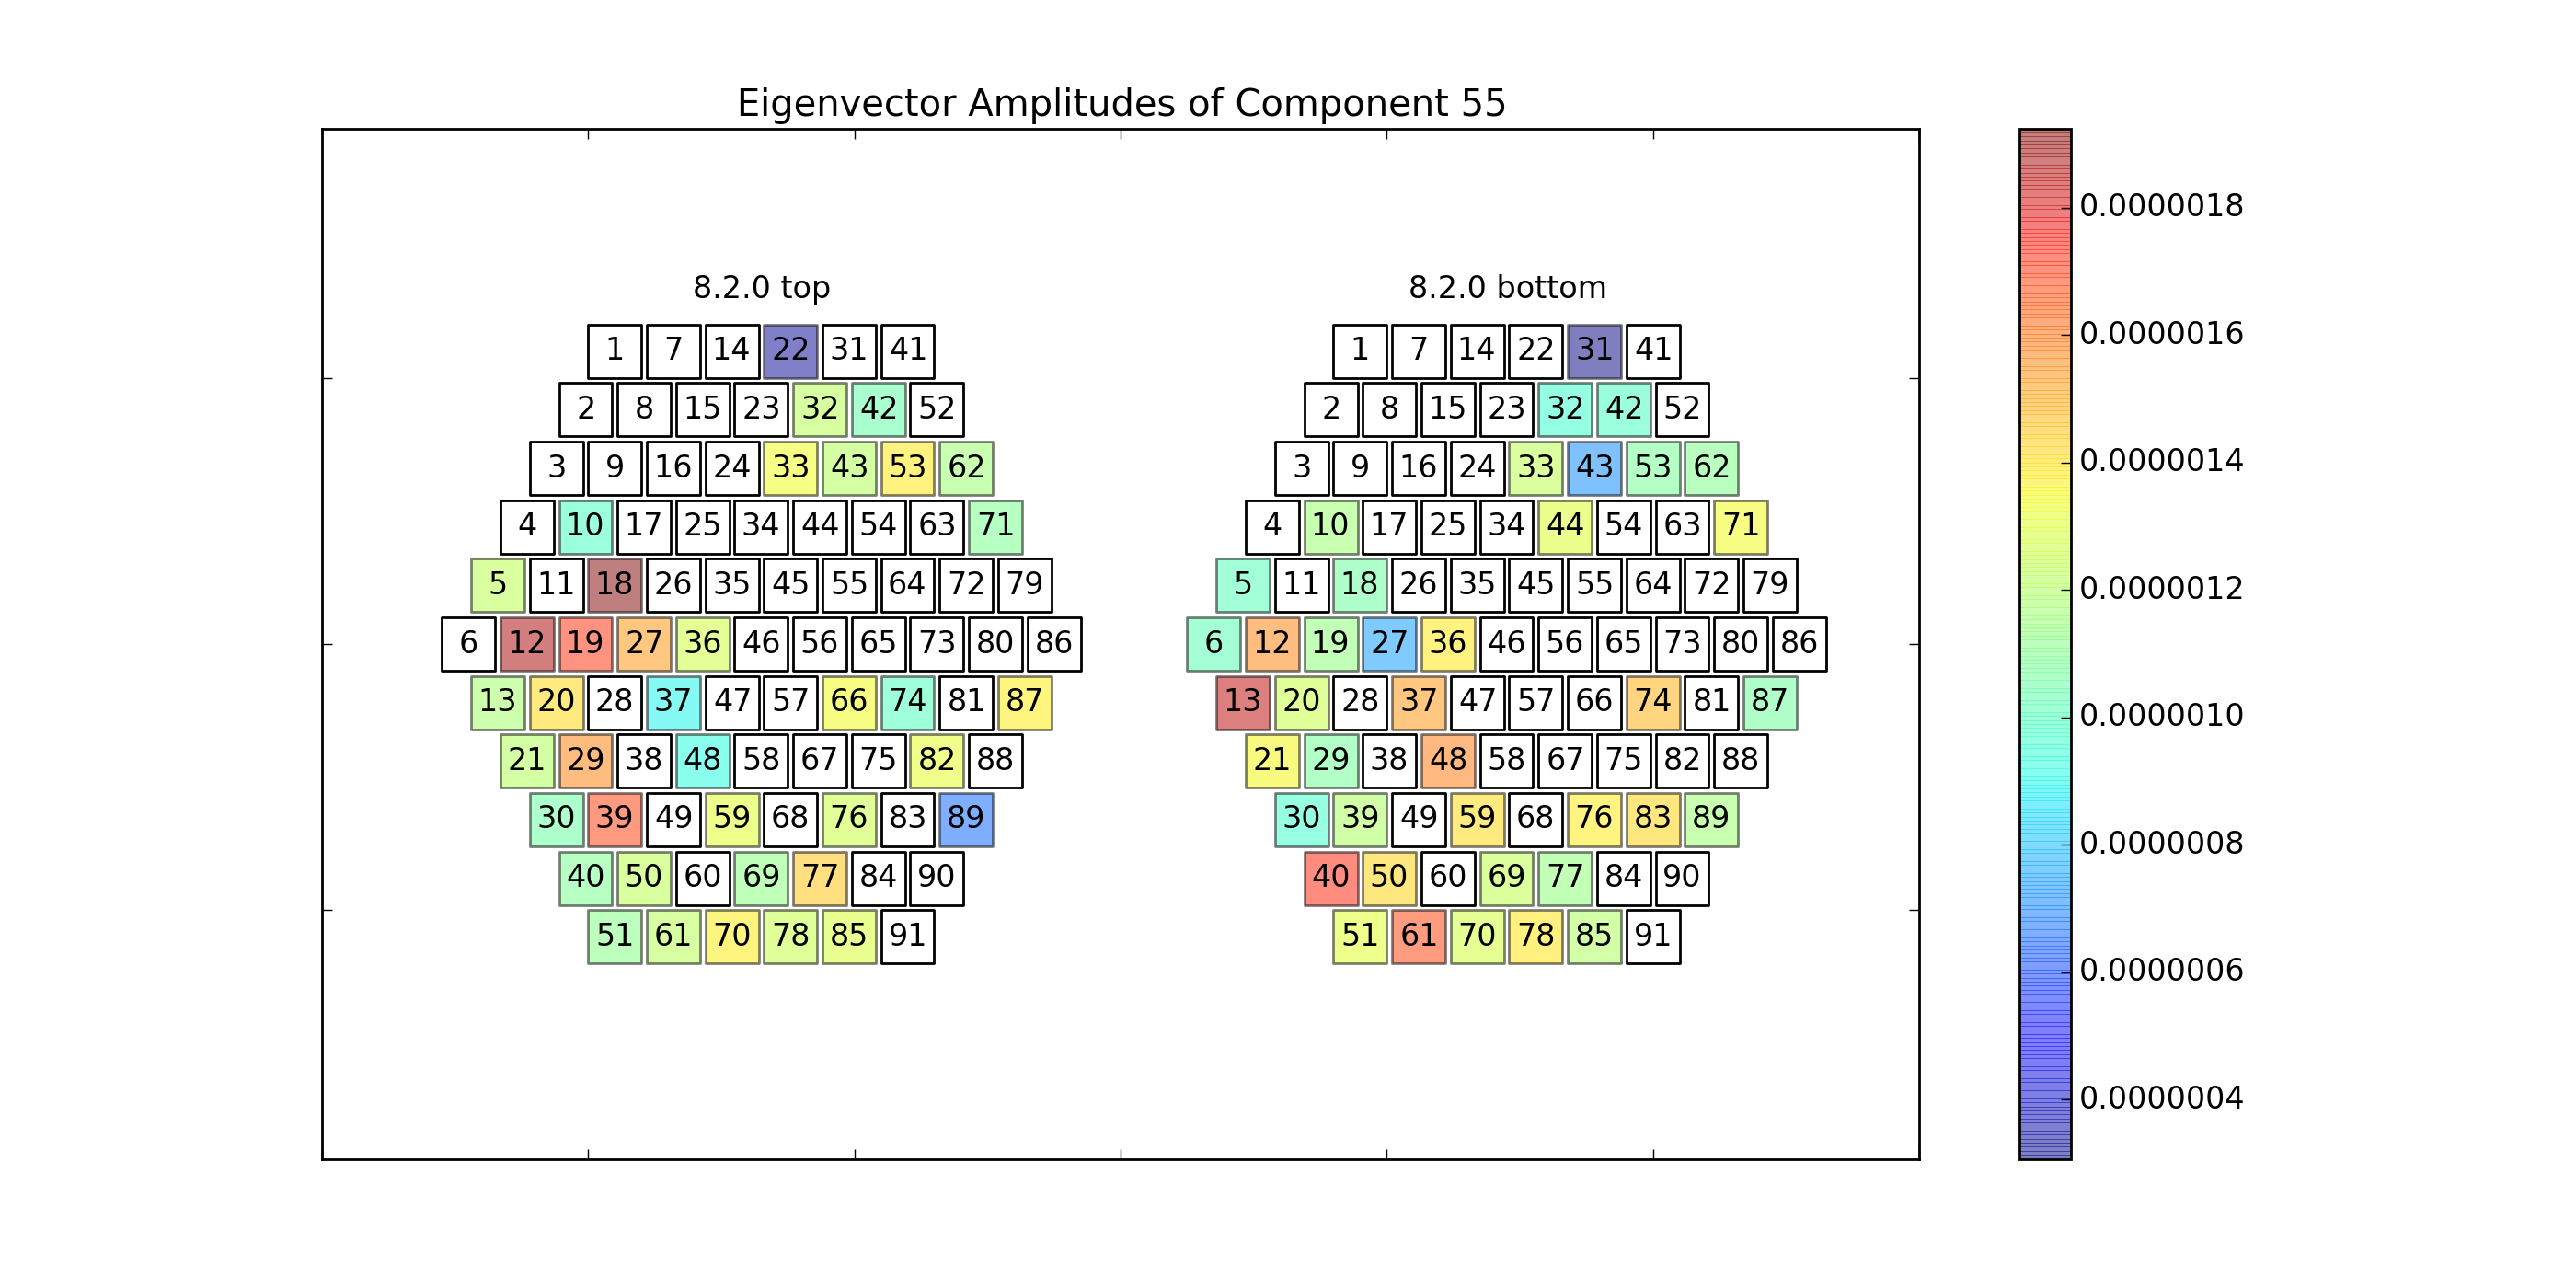 Eigenvector Amplitudes of Component 55
8.2.0 top
1 7 14 22 31 41
2 8 15 23 32 42 52
3 9 16 24 33 43 53 62
4 10 17 25 34 44 54 63 71
5 11 18 26 35 45 55 64 72 79
6 12 19 27 36 46 56 65 73 80 86
13 20 28 37 47 57 66 74 81 87
21 29 38 48 58 67 75 82 88
30 39 49 59 68 76 83 89
40 50 60 69 77 84 90
51 61 70 78 85 91
8.2.0 bottom
1 7 14 22 31 41
2 8 15 23 32 42 52
3 9 16 24 33 43 53 62
4 10 17 25 34 44 54 63 71
5 11 18 26 35 45 55 64 72 79
6 12 19 27 36 46 56 65 73 80 86
13 20 28 37 47 57 66 74 81 87
21 29 38 48 58 67 75 82 88
30 39 49 59 68 76 83 89
40 50 60 69 77 84 90
51 61 70 78 85 91
0.0000018
0.0000016
0.0000014
0.0000012
0.0000010
0.0000008
0.0000006
0.0000004